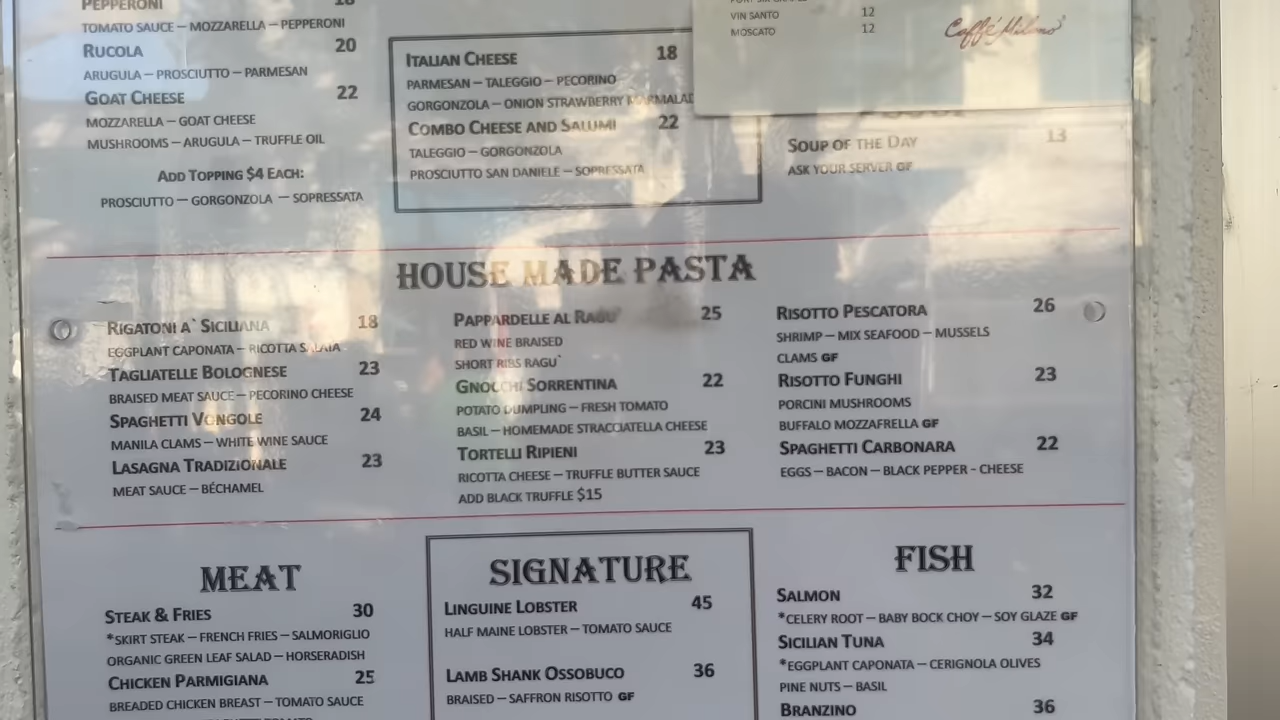 PEPPERONI 18
TOMATO SAUCE – MOZZARELLA – PEPPERONI
RUCOLA 20
ARUGULA – PROSCIUTTO – PARMESAN
GOAT CHEESE 22
MOZZARELLA – GOAT CHEESE
MUSHROOMS – ARUGULA – TRUFFLE OIL
ADD TOPPING $4 EACH:
PROSCIUTTO – GORGONZOLA – SOPRESSATA
ITALIAN CHEESE 18
PARMESAN – TALEGGIO – PECORINO
GORGONZOLA – ONION STRAWBERRY MARMALAD
COMBO CHEESE AND SALUMI 22
TALEGGIO – GORGONZOLA
PROSCIUTTO SAN DANIELE – SOPRESSATA
VIN SANTO 12
MOSCATO 12
Caffé Milano
SOUP OF THE DAY 13
ASK YOUR SERVER GF
HOUSE MADE PASTA
RIGATONI A` SICILIANA 18
EGGPLANT CAPONATA – RICOTTA SALATA
TAGLIATELLE BOLOGNESE 23
BRAISED MEAT SAUCE – PECORINO CHEESE
SPAGHETTI VONGOLE 24
MANILA CLAMS – WHITE WINE SAUCE
LASAGNA TRADIZIONALE 23
MEAT SAUCE – BÉCHAMEL
PAPPARDELLE AL RAGU` 25
RED WINE BRAISED
SHORT RIBS RAGU`
GNOCCHI SORRENTINA 22
POTATO DUMPLING – FRESH TOMATO
BASIL – HOMEMADE STRACCIATELLA CHEESE
TORTELLI RIPIENI 23
RICOTTA CHEESE – TRUFFLE BUTTER SAUCE
ADD BLACK TRUFFLE $15
RISOTTO PESCATORA 26
SHRIMP – MIX SEAFOOD – MUSSELS
CLAMS GF
RISOTTO FUNGHI 23
PORCINI MUSHROOMS
BUFFALO MOZZAFRELLA GF
SPAGHETTI CARBONARA 22
EGGS – BACON – BLACK PEPPER - CHEESE
MEAT
STEAK & FRIES 30
*SKIRT STEAK – FRENCH FRIES – SALMORIGLIO
ORGANIC GREEN LEAF SALAD – HORSERADISH
CHICKEN PARMIGIANA 25
BREADED CHICKEN BREAST – TOMATO SAUCE
SIGNATURE
LINGUINE LOBSTER 45
HALF MAINE LOBSTER – TOMATO SAUCE
LAMB SHANK OSSOBUCO 36
BRAISED – SAFFRON RISOTTO GF
FISH
SALMON 32
*CELERY ROOT – BABY BOCK CHOY – SOY GLAZE GF
SICILIAN TUNA 34
*EGGPLANT CAPONATA – CERIGNOLA OLIVES
PINE NUTS – BASIL
BRANZINO 36